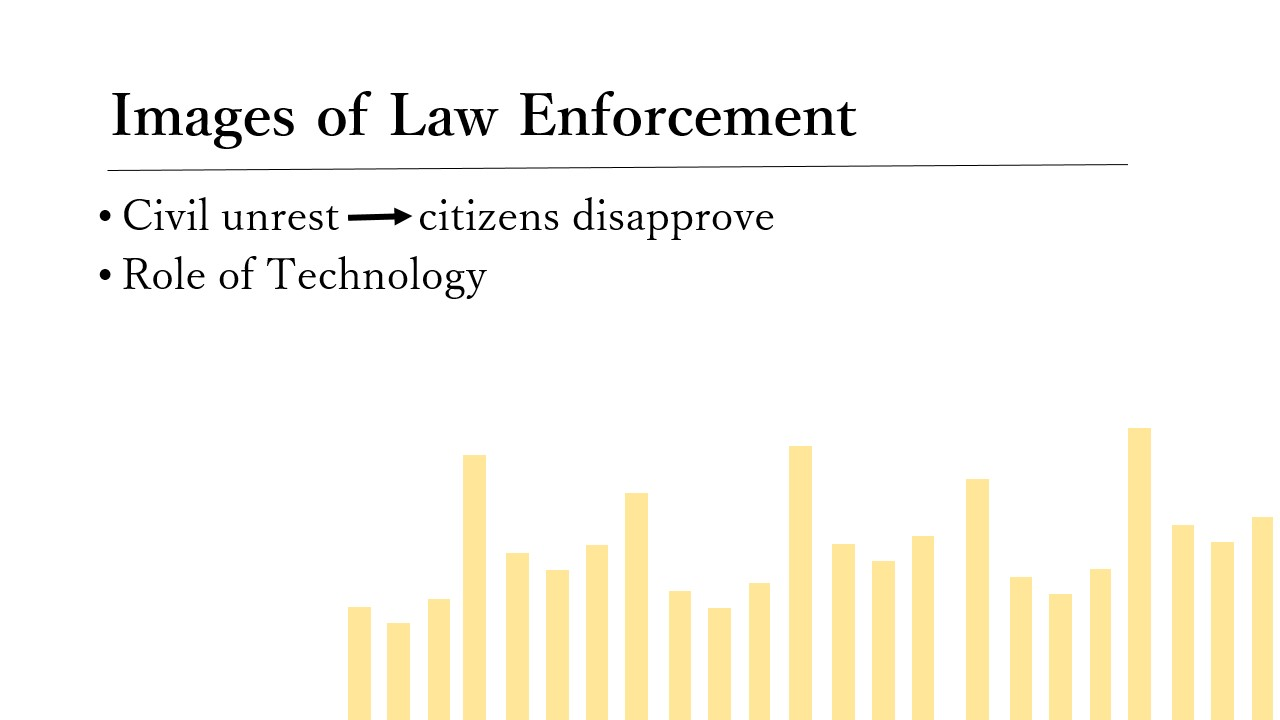 Images of Law Enforcement
• Civil unrest → citizens disapprove
• Role of Technology